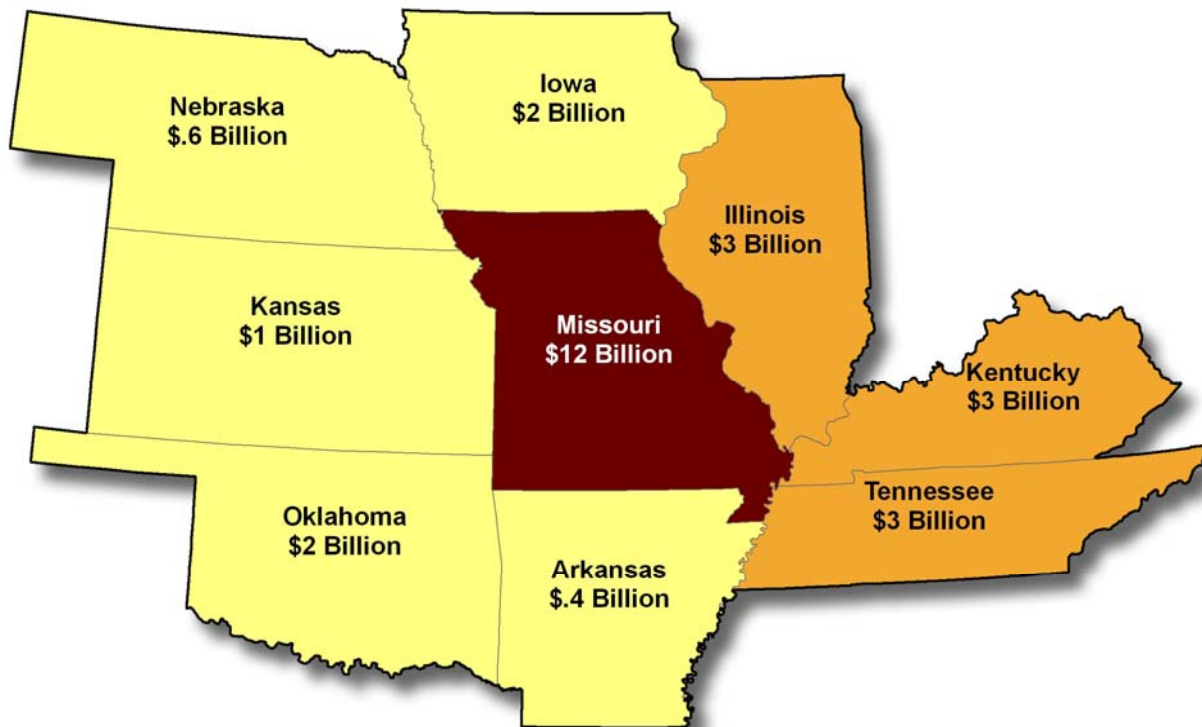 Iowa
$2 Billion
Nebraska
$.6 Billion
Illinois
$3 Billion
Kansas
$1 Billion
Missouri
$12 Billion
Kentucky
$3 Billion
Tennessee
$3 Billion
Oklahoma
$2 Billion
Arkansas
$.4 Billion